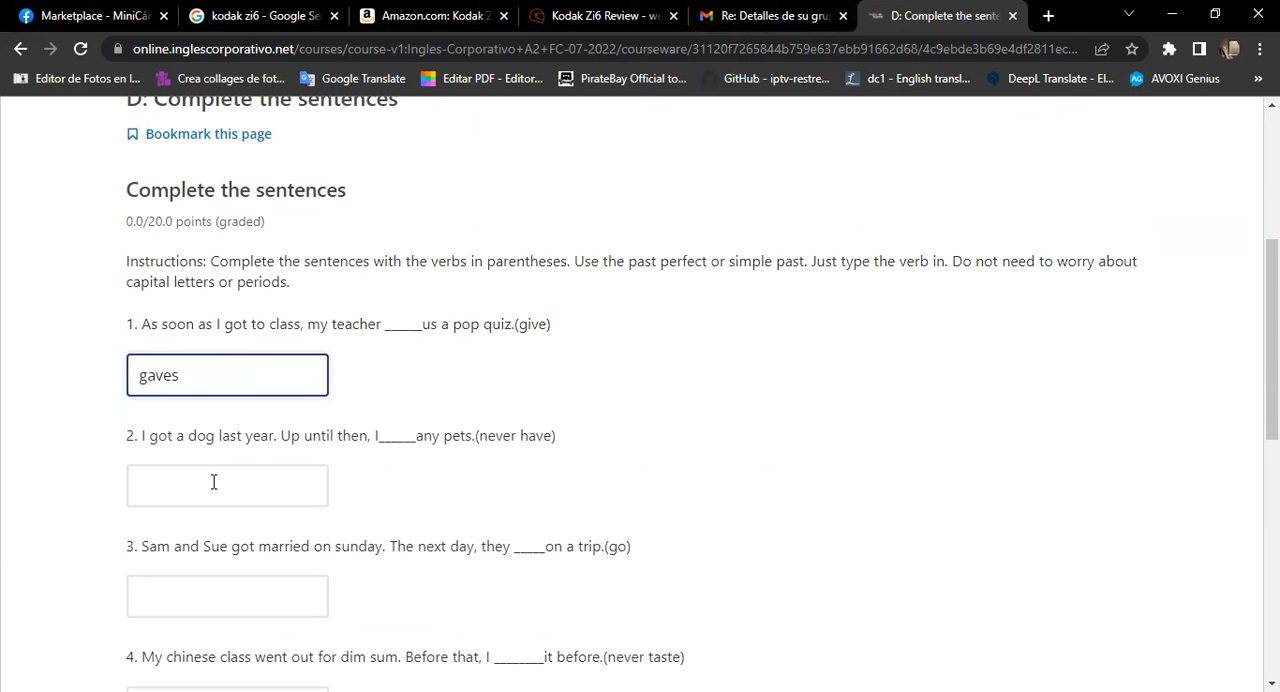 Marketplace - MiniCá
kodak zi6 - Google Se
Amazon.com: Kodak Z
Kodak Zi6 Review - we
Re: Detalles de su gru
D: Complete the sente
online.inglescorporativo.net/courses/course-v1:Ingles-Corporativo+A2+FC-07-2022/courseware/31120f7265844b759e637ebb91662d68/4c9ebde3b69e4df2811ec...
Editor de Fotos en l...
Crea collages de fot...
Google Translate
Editar PDF - Editor...
PirateBay Official to...
GitHub - iptv-restre...
dc1 - English transl...
DeepL Translate - El...
AVOXI Genius
»
D: Complete the sentences
Bookmark this page
Complete the sentences
0.0/20.0 points (graded)
Instructions: Complete the sentences with the verbs in parentheses. Use the past perfect or simple past. Just type the verb in. Do not need to worry about
capital letters or periods.
1. As soon as I got to class, my teacher ______us a pop quiz.(give)
gaves
2. I got a dog last year. Up until then, I______any pets.(never have)
3. Sam and Sue got married on sunday. The next day, they _____on a trip.(go)
4. My chinese class went out for dim sum. Before that, I ________it before.(never taste)